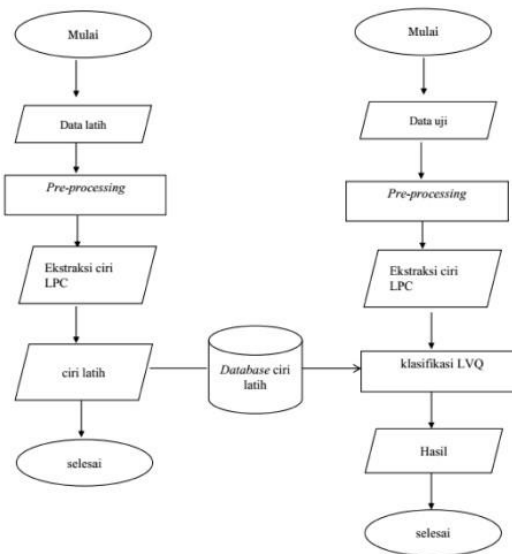 Mulai
Data latih
Pre-processing
Ekstraksi ciri
LPC
ciri latih
selesai
Database ciri
latih
Mulai
Data uji
Pre-processing
Ekstraksi ciri
LPC
klasifikasi LVQ
Hasil
selesai